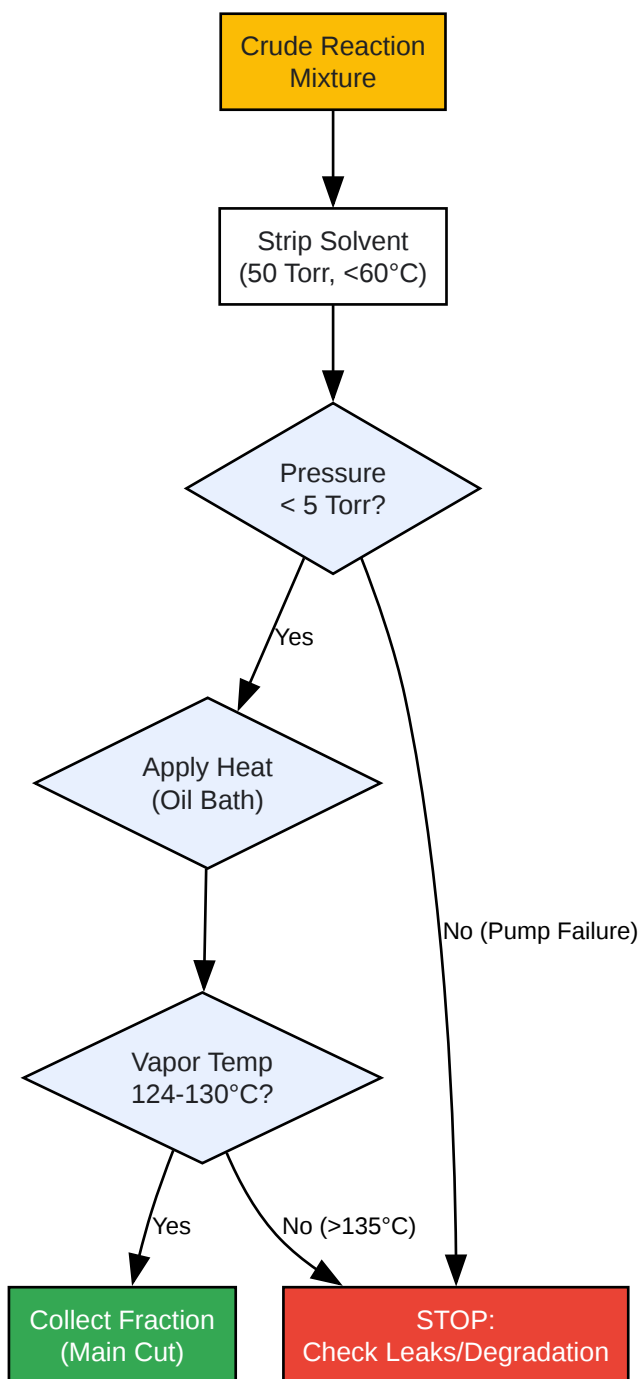 Crude Reaction
Mixture
Strip Solvent
(50 Torr, <60°C)
Pressure
< 5 Torr?
Yes
Apply Heat
(Oil Bath)
No (Pump Failure)
Vapor Temp
124-130°C?
Yes
No (>135°C)
Collect Fraction
(Main Cut)
STOP:
Check Leaks/Degradation